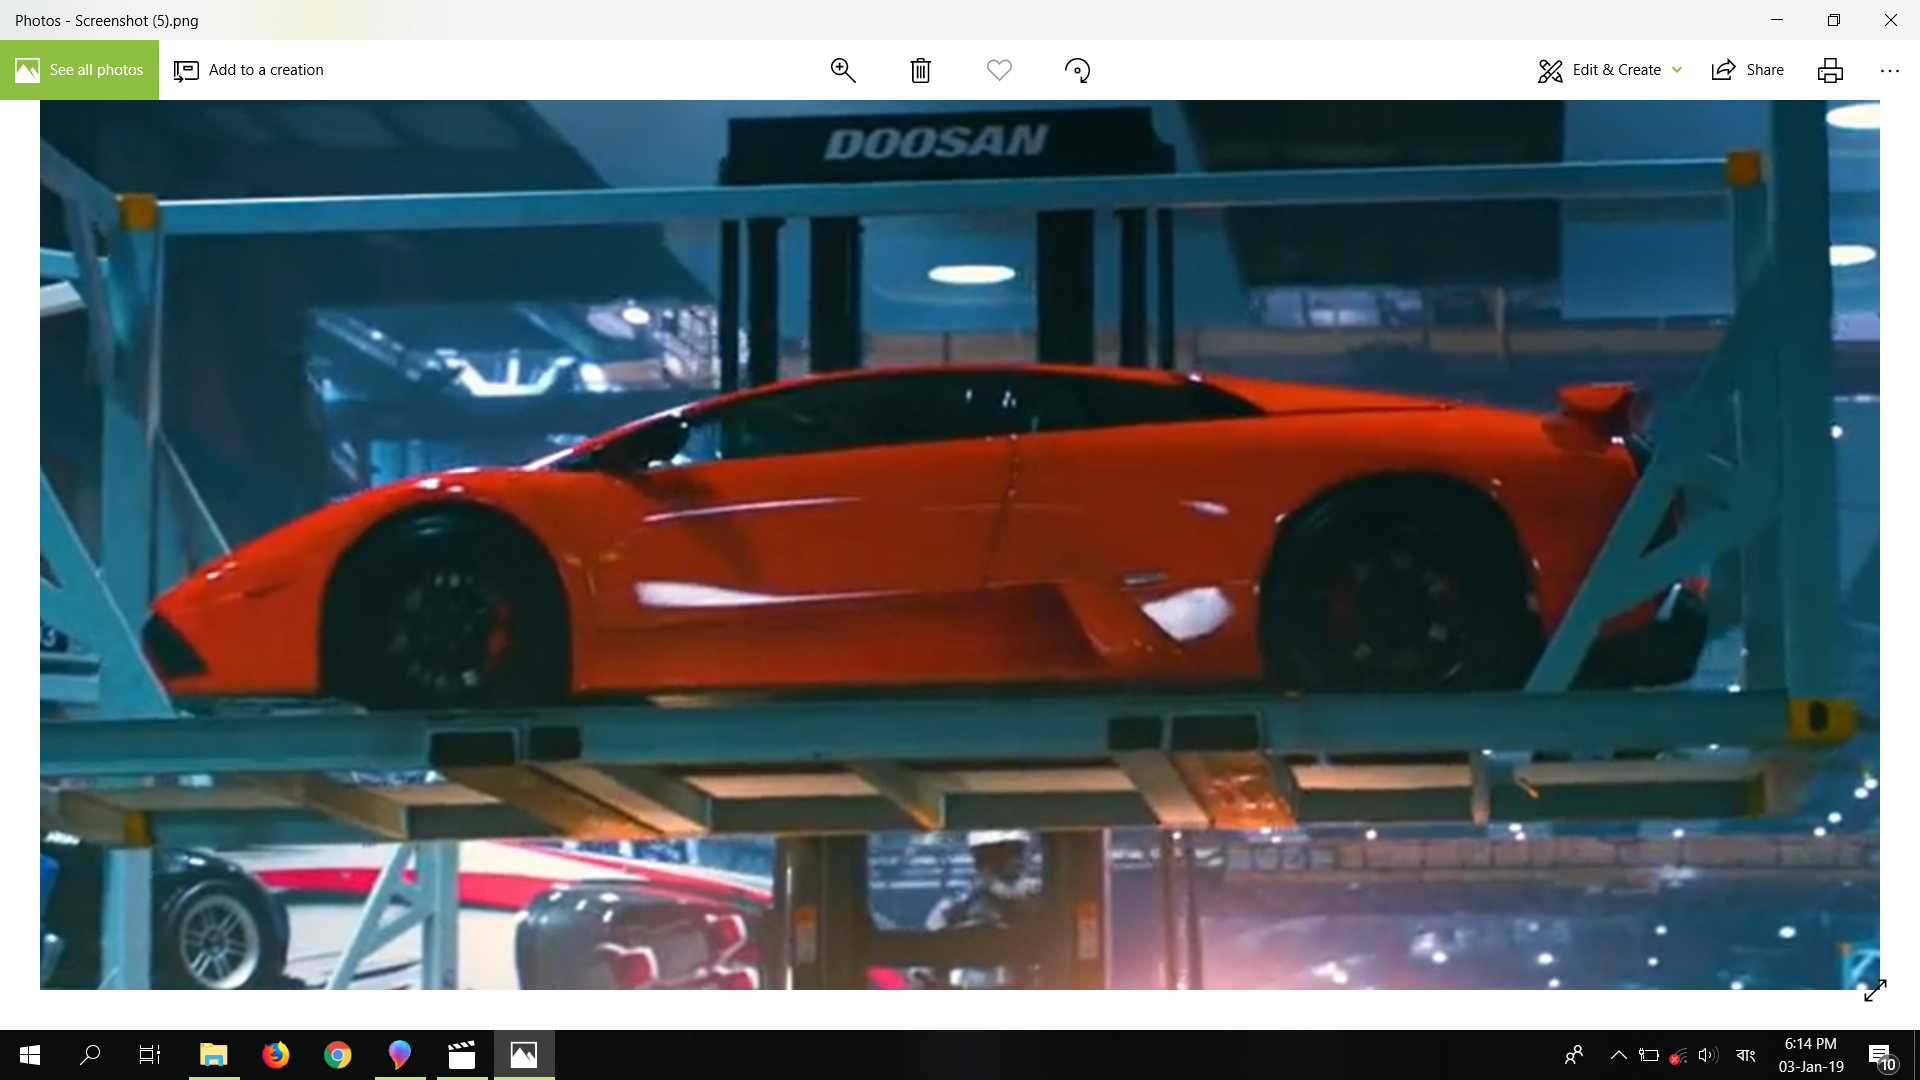 Photos - Screenshot (5).png
See all photos
Add to a creation
Edit & Create
Share
DOOSAN
বাং
6:14 PM
03-Jan-19
10